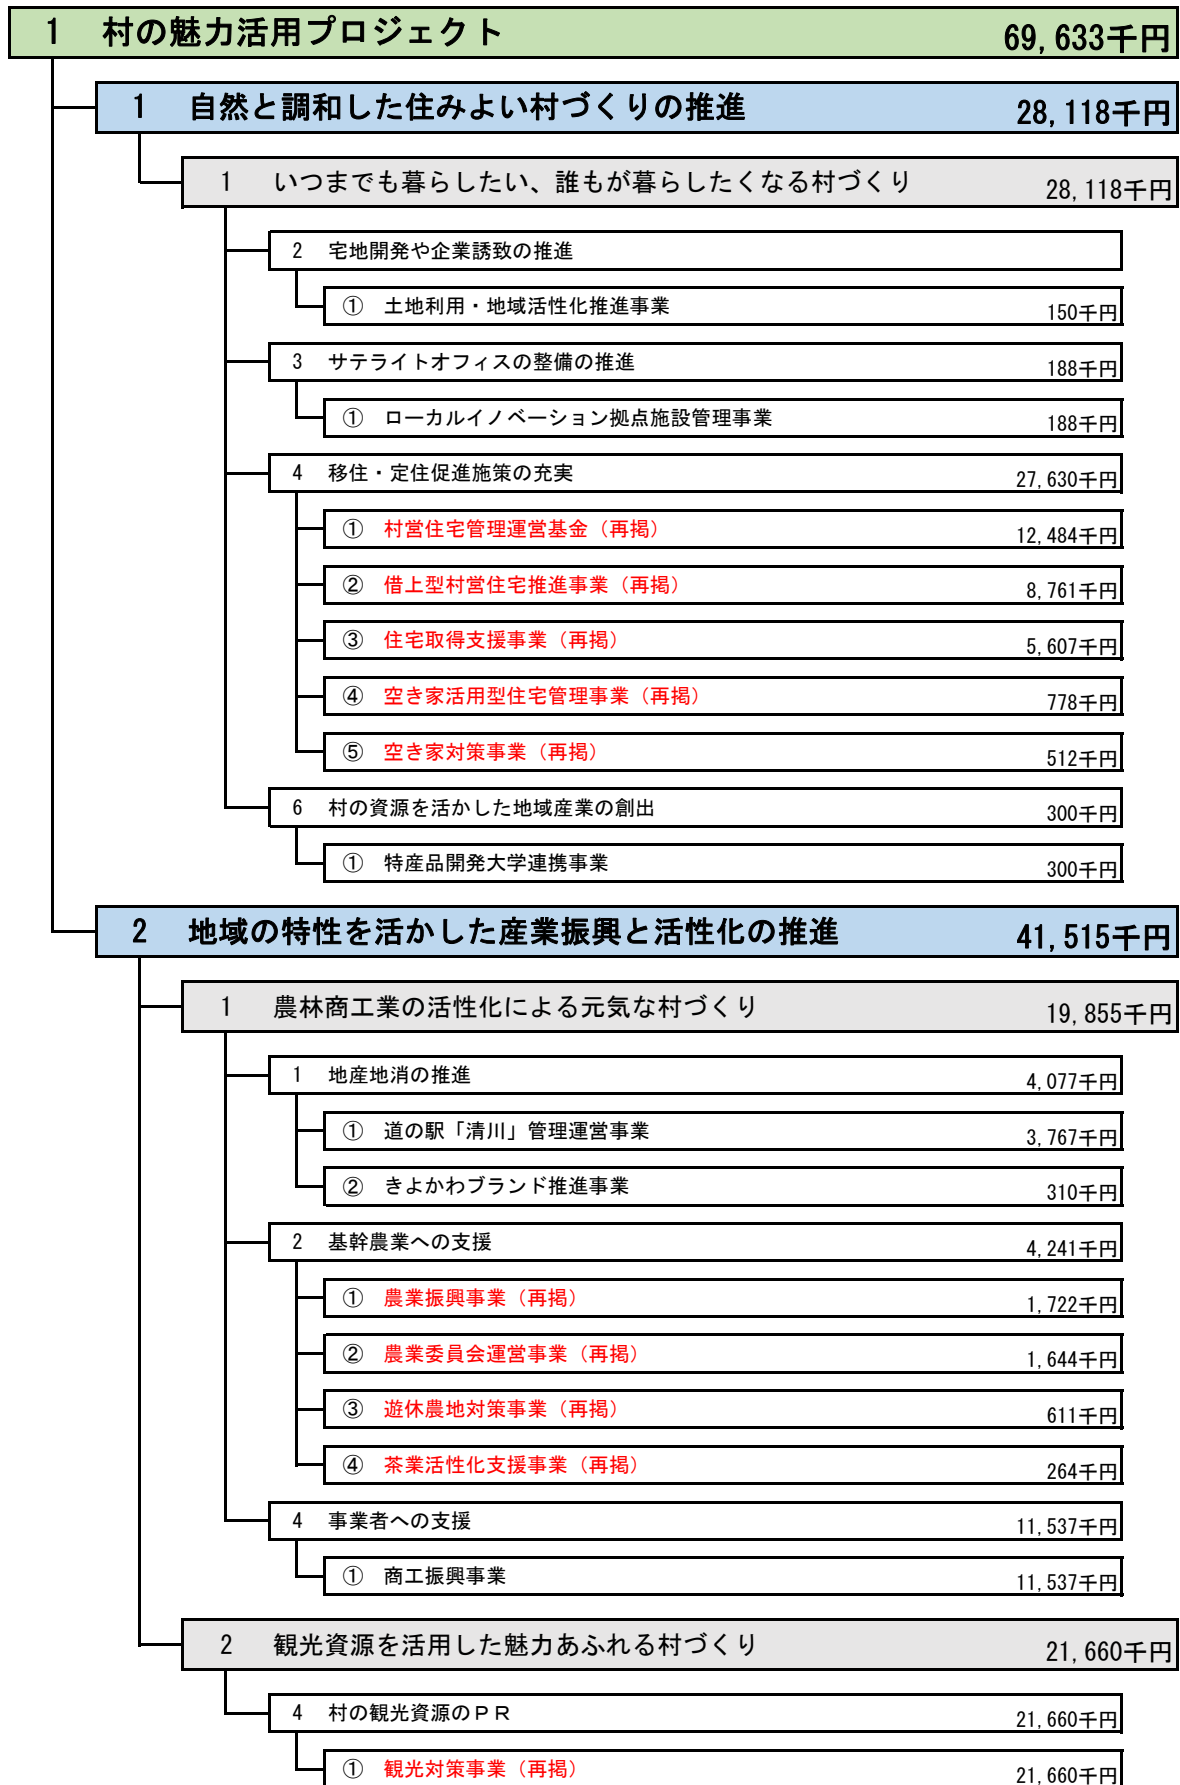 1 村の魅力活用プロジェクト 69,633千円
1 自然と調和した住みよい村づくりの推進 28,118千円
1 いつまでも暮らしたい、誰もが暮らしたくなる村づくり 28,118千円
2 宅地開発や企業誘致の推進
① 土地利用・地域活性化推進事業 150千円
3 サテライトオフィスの整備の推進 188千円
① ローカルイノベーション拠点施設管理事業 188千円
4 移住・定住促進施策の充実 27,630千円
① 村営住宅管理運営基金（再掲） 12,484千円
② 借上型村営住宅推進事業（再掲） 8,761千円
③ 住宅取得支援事業（再掲） 5,607千円
④ 空き家活用型住宅管理事業（再掲） 778千円
⑤ 空き家対策事業（再掲） 512千円
6 村の資源を活かした地域産業の創出 300千円
① 特産品開発大学連携事業 300千円
2 地域の特性を活かした産業振興と活性化の推進 41,515千円
1 農林商工業の活性化による元気な村づくり 19,855千円
1 地産地消の推進 4,077千円
① 道の駅「清川」管理運営事業 3,767千円
② きよかわブランド推進事業 310千円
2 基幹農業への支援 4,241千円
① 農業振興事業（再掲） 1,722千円
② 農業委員会運営事業（再掲） 1,644千円
③ 遊休農地対策事業（再掲） 611千円
④ 茶業活性化支援事業（再掲） 264千円
4 事業者への支援 11,537千円
① 商工振興事業 11,537千円
2 観光資源を活用した魅力あふれる村づくり 21,660千円
4 村の観光資源のＰＲ 21,660千円
① 観光対策事業（再掲） 21,660千円